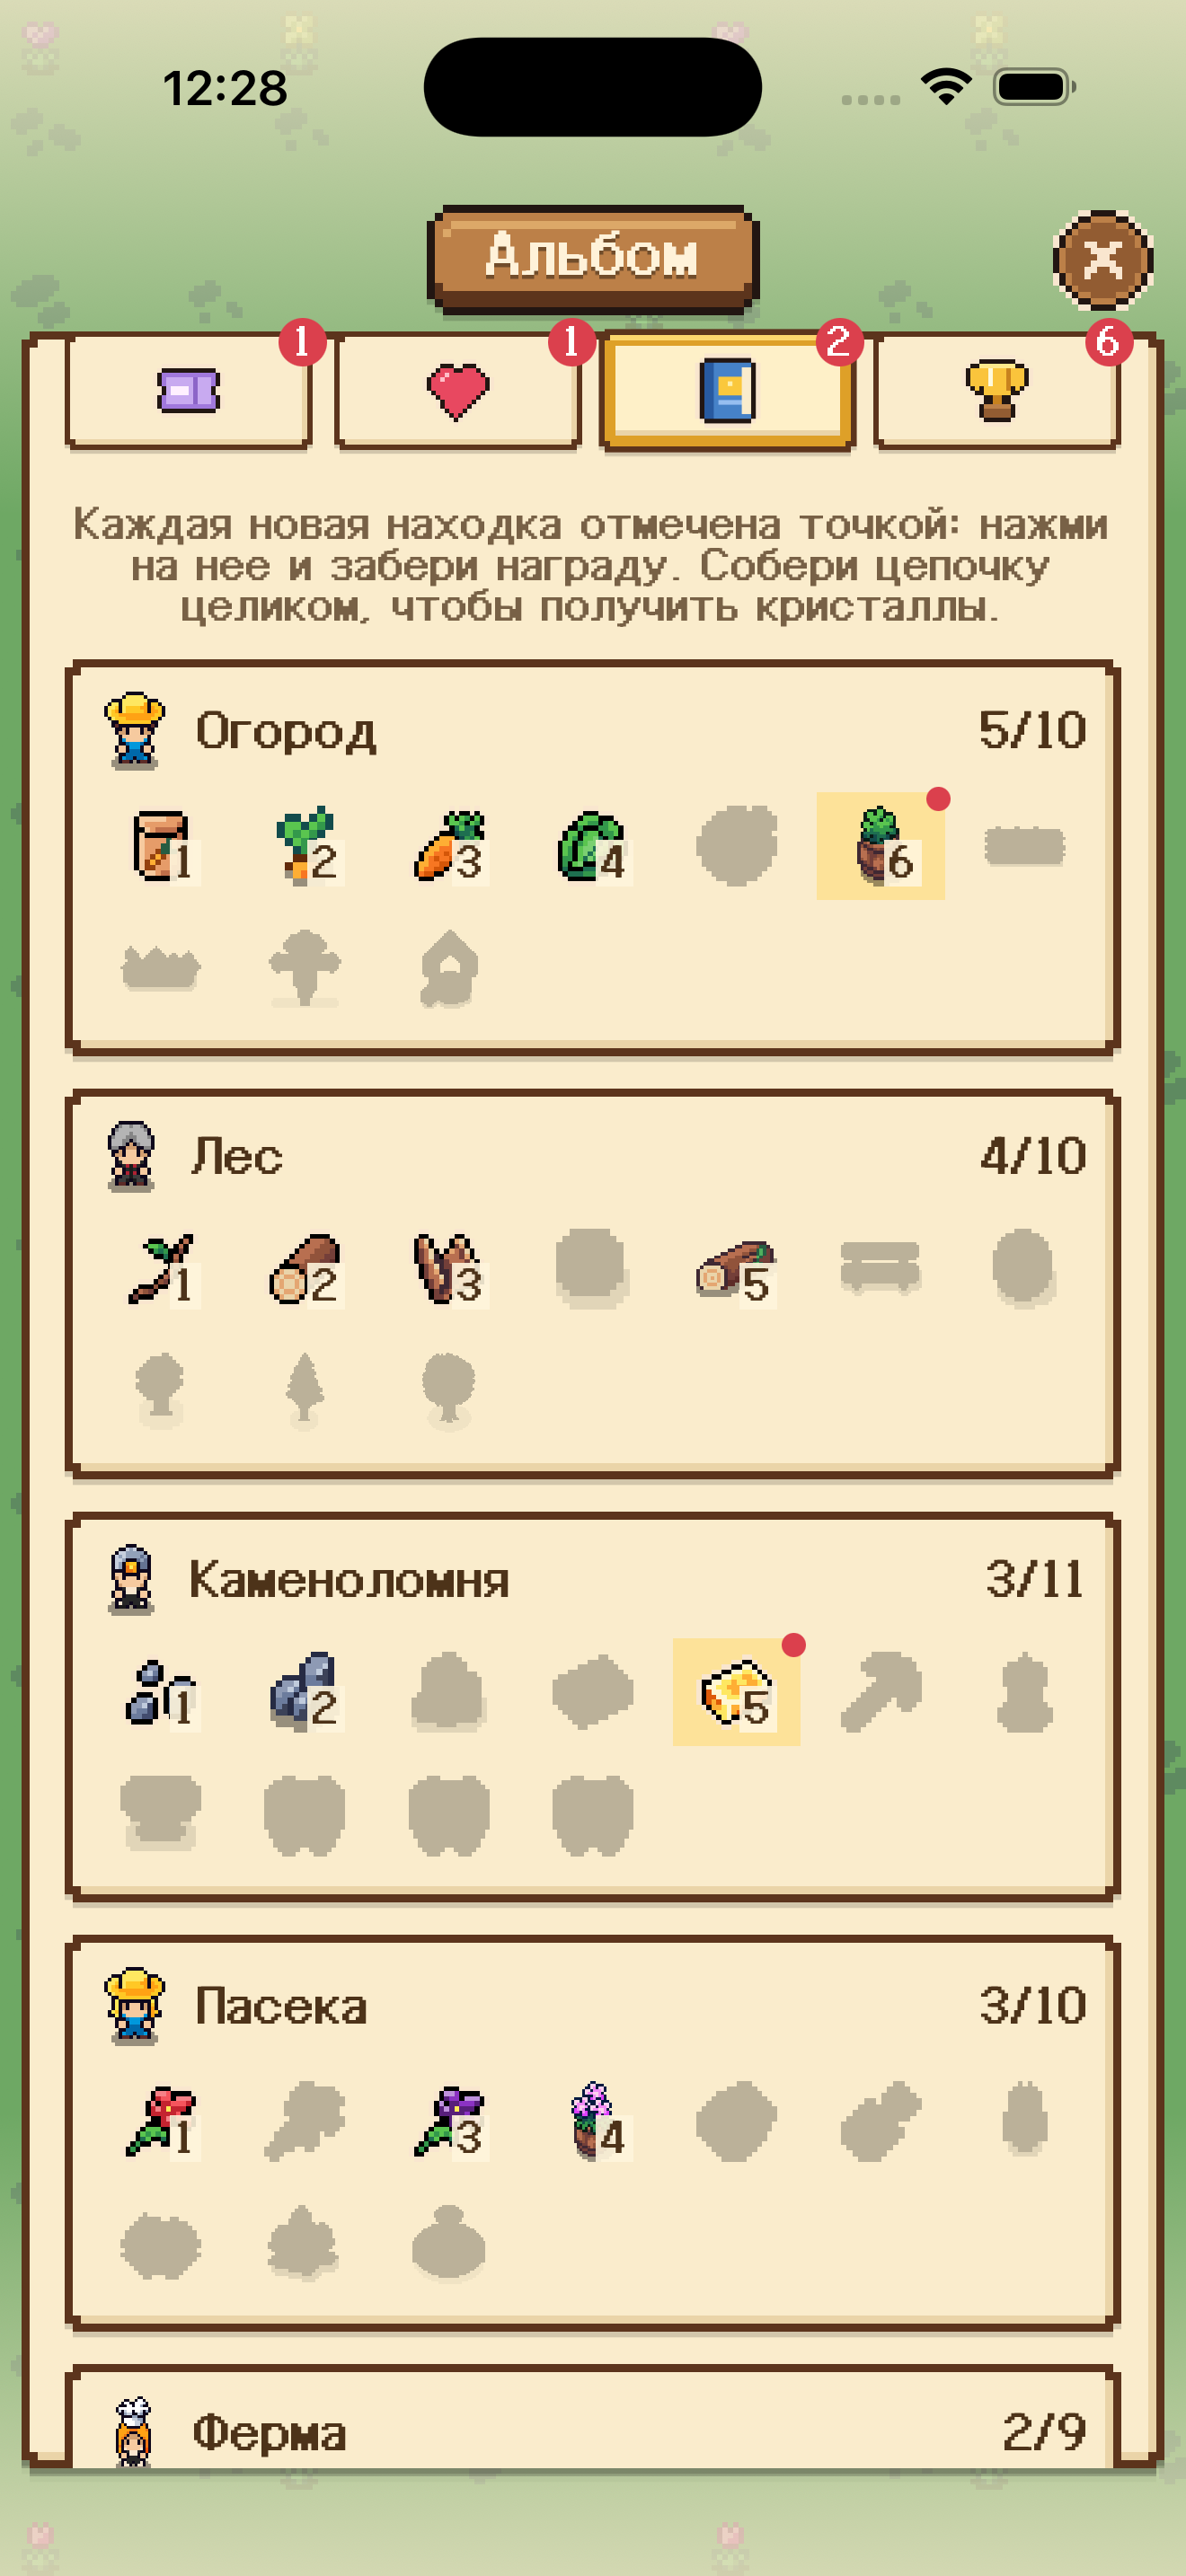 12:28
Альбом
1
1
2
6
Каждая новая находка отмечена точкой: нажми
на нее и забери награду. Собери цепочку
целиком, чтобы получить кристаллы.
Огород 5/10
1 2 3 4 6
Лес 4/10
1 2 3 5
Каменоломня 3/11
1 2 5
Пасека 3/10
1 3 4
Ферма 2/9